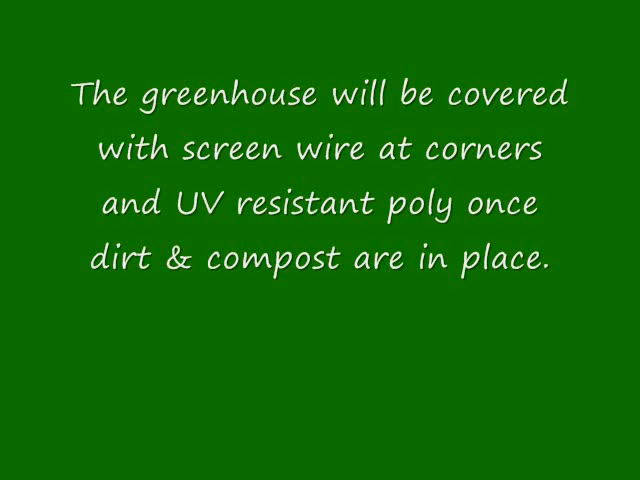 The greenhouse will be covered
with screen wire at corners
and UV resistant poly once
dirt & compost are in place.